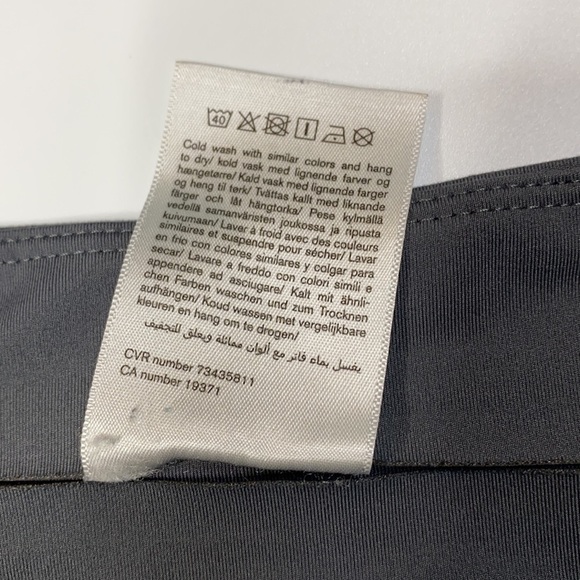 40
Cold wash with similar colors and hang
to dry/ kold vask med lignende farver og
hængetørre/ Kald vask med lignende farger
og heng til tørk/ Tvättas kallt med liknande
färger och låt hängtorka/ Pese kylmällä
vedellä samanväristen joukossa ja ripusta
kuivumaan/ Lavar à froid avec des couleurs
similaires et suspendre pour sécher/ Lavar
en frio con colores similares y colgar para
secar/ Lavare a freddo con colori simili e
appendere ad asciugare/ Kalt mit ähnli-
chen Farben waschen und zum Trocknen
aufhängen/ Koud wassen met vergelijkbare
kleuren en hang om te drogen/
يغسل بماء فاتر مع ألوان مماثلة ويعلق للتجفيف
CVR number 73435811
CA number 19371